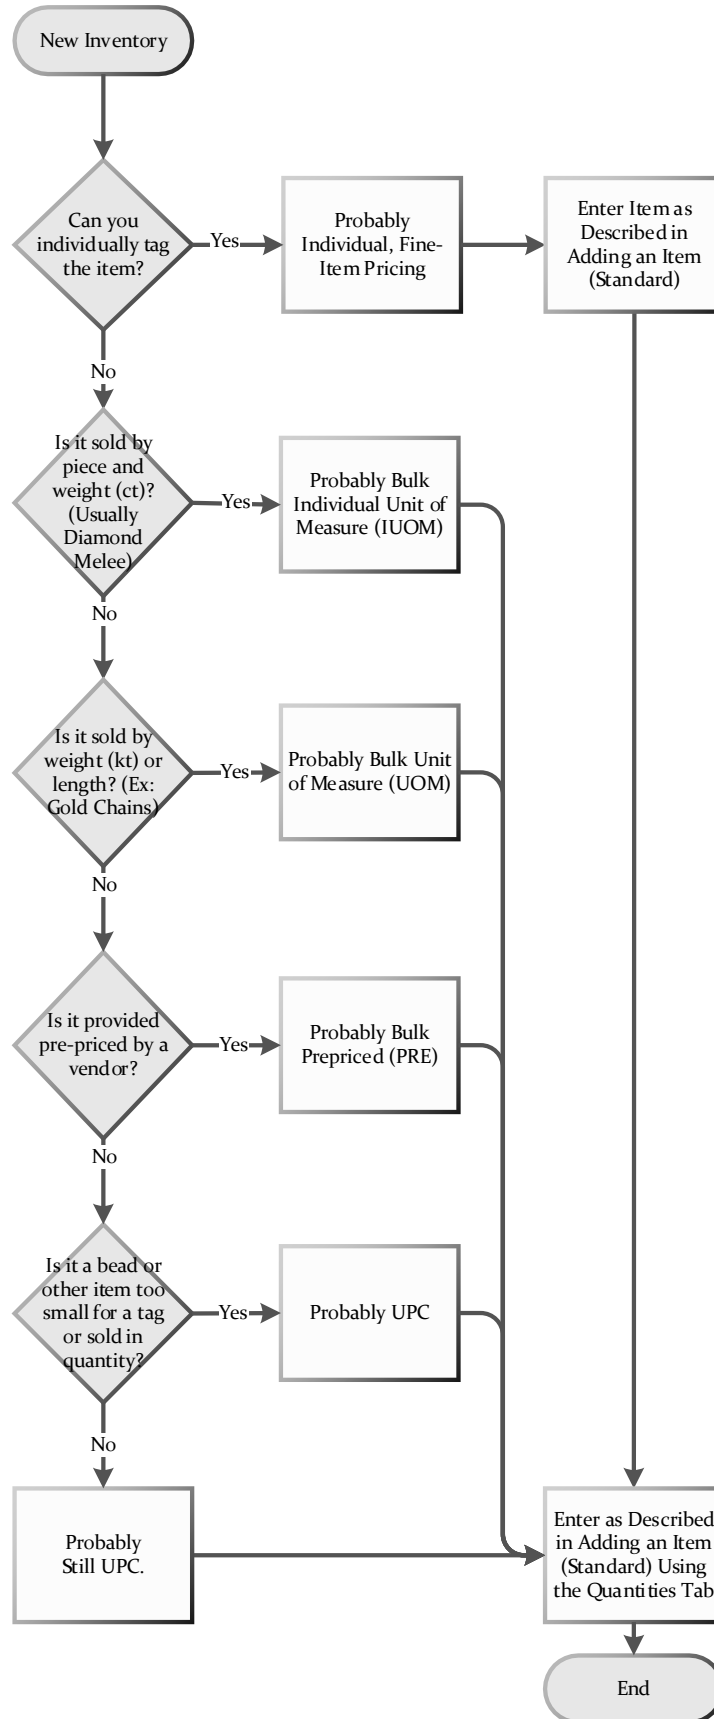 New Inventory
Can you
individually tag
the item?
Yes
Probably
Individual, Fine-
Item Pricing
Enter Item as
Described in
Adding an Item
(Standard)
No
Is it sold by
piece and
weight (ct)?
(Usually
Diamond
Melee)
Yes
Probably Bulk
Individual Unit of
Measure (IUOM)
No
Is it sold by
weight (kt) or
length? (Ex:
Gold Chains)
Yes
Probably Bulk Unit
of Measure (UOM)
No
Is it provided
pre-priced by a
vendor?
Yes
Probably Bulk
Prepriced (PRE)
No
Is it a bead or
other item too
small for a tag
or sold in
quantity?
Yes
Probably UPC
No
Probably
Still UPC.
Enter as Described
in Adding an Item
(Standard) Using
the Quantities Tab
End